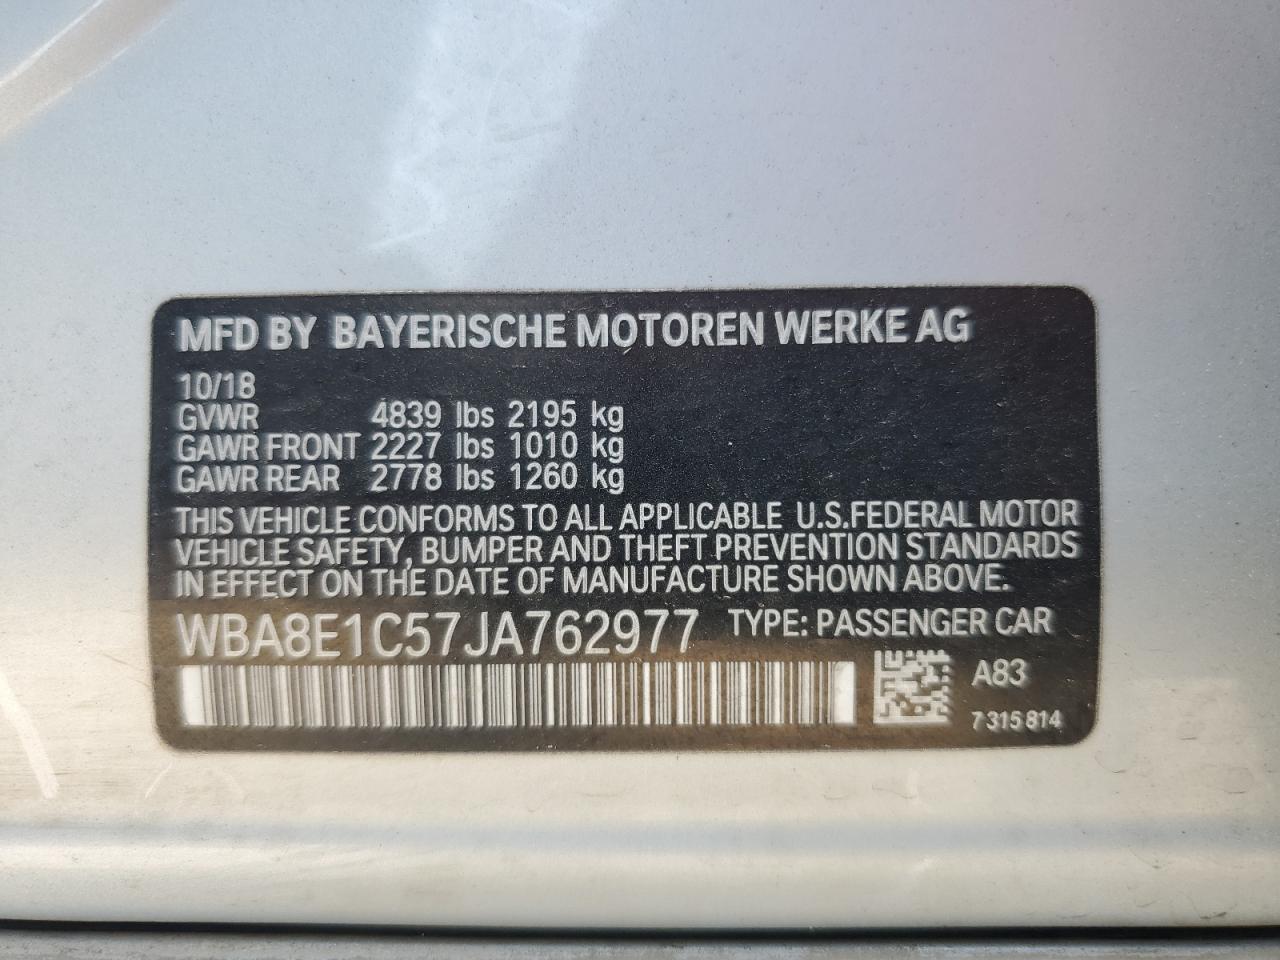 MFD BY BAYERISCHE MOTOREN WERKE AG
10/18
GVWR 4839 lbs 2195 kg
GAWR FRONT 2227 lbs 1010 kg
GAWR REAR 2778 lbs 1260 kg
THIS VEHICLE CONFORMS TO ALL APPLICABLE U.S.FEDERAL MOTOR
VEHICLE SAFETY, BUMPER AND THEFT PREVENTION STANDARDS
IN EFFECT ON THE DATE OF MANUFACTURE SHOWN ABOVE.
WBA8E1C57JA762977 TYPE: PASSENGER CAR
A83
7 315 814